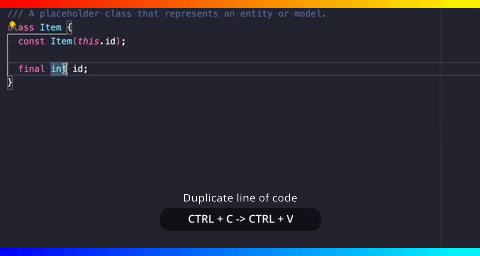 /// A placeholder class that represents an entity or model.
class Item {
const Item(this.id);
final int id;
}
Duplicate line of code
CTRL + C -> CTRL + V